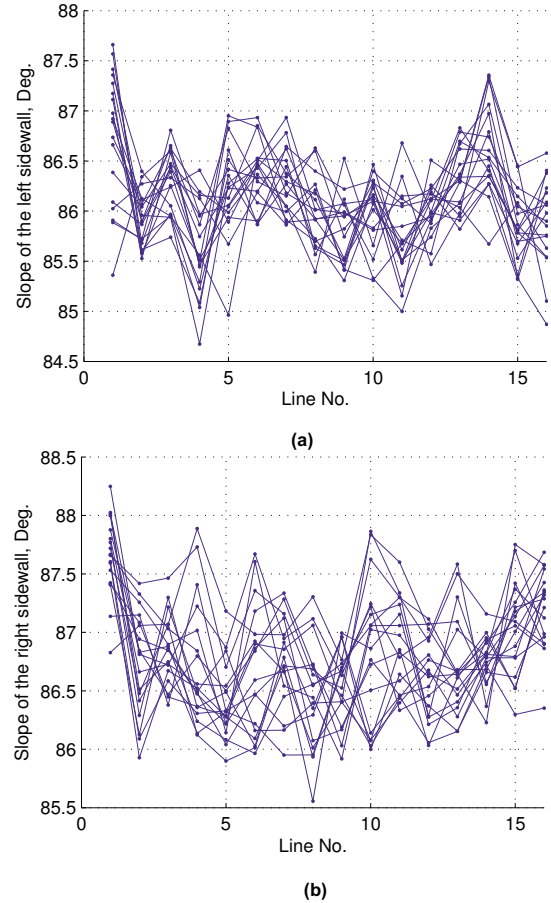 88
87.5
87
86.5
86
85.5
85
84.5
Slope of the left sidewall, Deg.
0 5 10 15
Line No.
(a)
88.5
88
87.5
87
86.5
86
85.5
Slope of the right sidewall, Deg.
0 5 10 15
Line No.
(b)